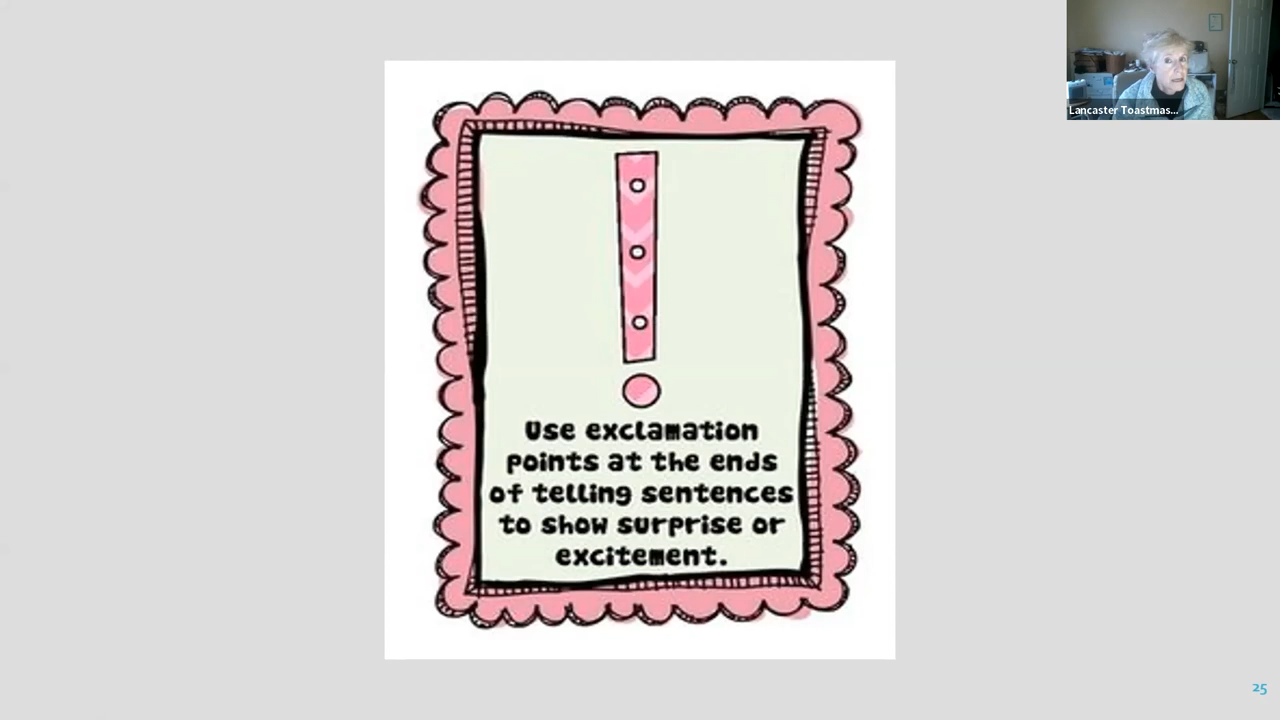 Lancaster Toastmas...
!
Use exclamation
points at the ends
of telling sentences
to show surprise or
excitement.
25